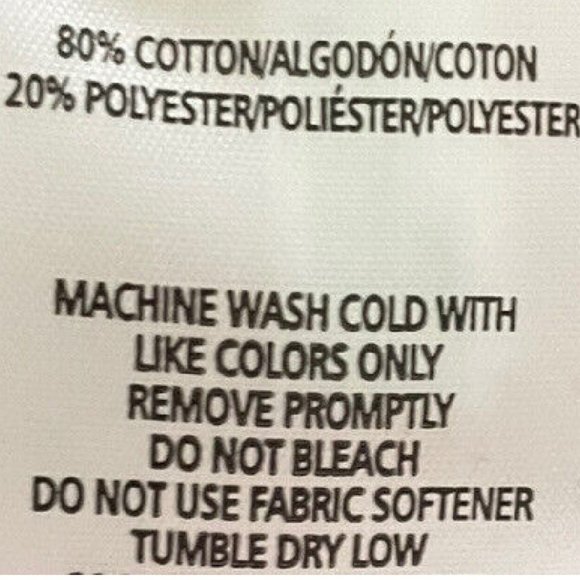 80% COTTON/ALGODÓN/COTON
20% POLYESTER/POLIÉSTER/POLYESTER
MACHINE WASH COLD WITH
LIKE COLORS ONLY
REMOVE PROMPTLY
DO NOT BLEACH
DO NOT USE FABRIC SOFTENER
TUMBLE DRY LOW